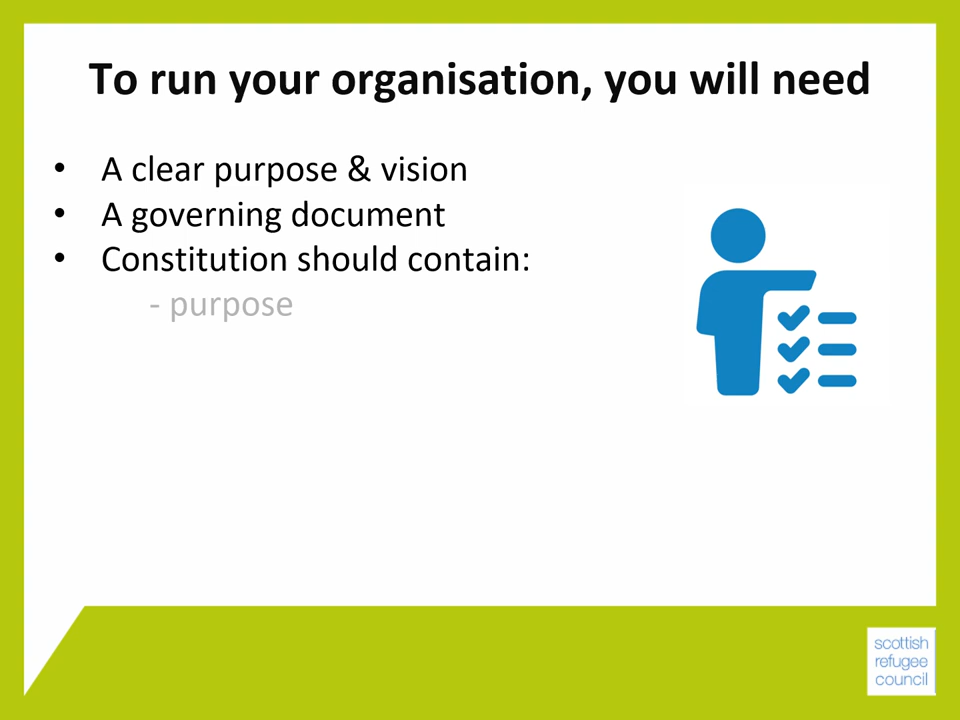 To run your organisation, you will need
• A clear purpose & vision
• A governing document
• Constitution should contain:
- purpose
scottish
refugee
council